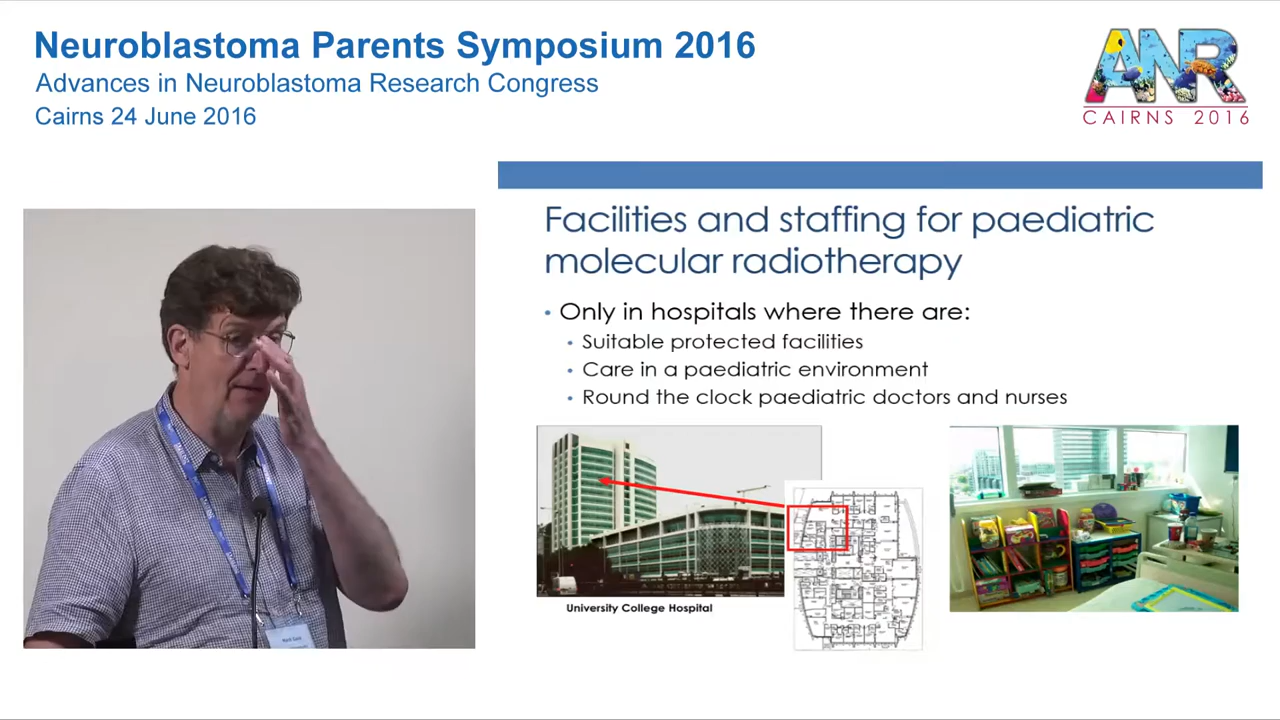 Neuroblastoma Parents Symposium 2016
Advances in Neuroblastoma Research Congress
Cairns 24 June 2016
ANR
CAIRNS 2016
Facilities and staffing for paediatric
molecular radiotherapy
• Only in hospitals where there are:
• Suitable protected facilities
• Care in a paediatric environment
• Round the clock paediatric doctors and nurses
University College Hospital